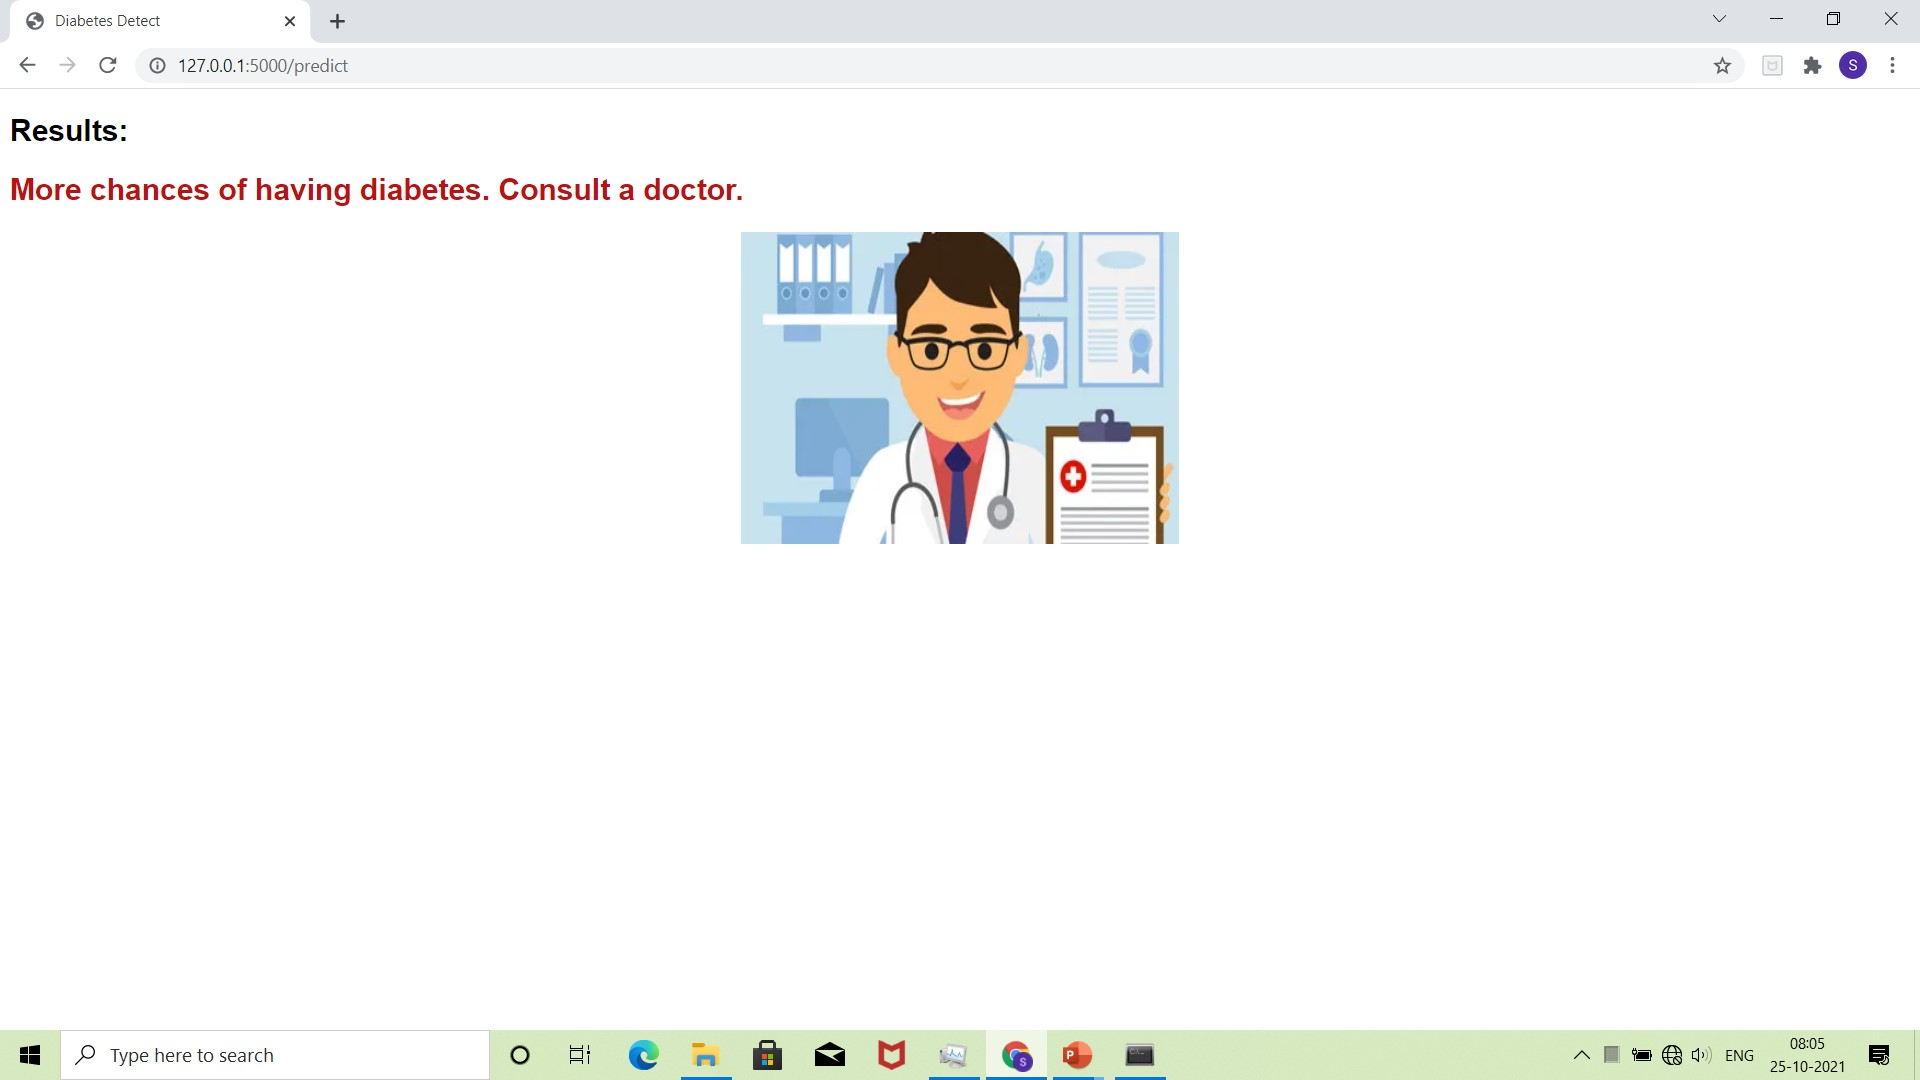 Diabetes Detect
127.0.0.1:5000/predict
S
Results:
More chances of having diabetes. Consult a doctor.
Type here to search
S
P
C:\.
ENG
08:05
25-10-2021
3